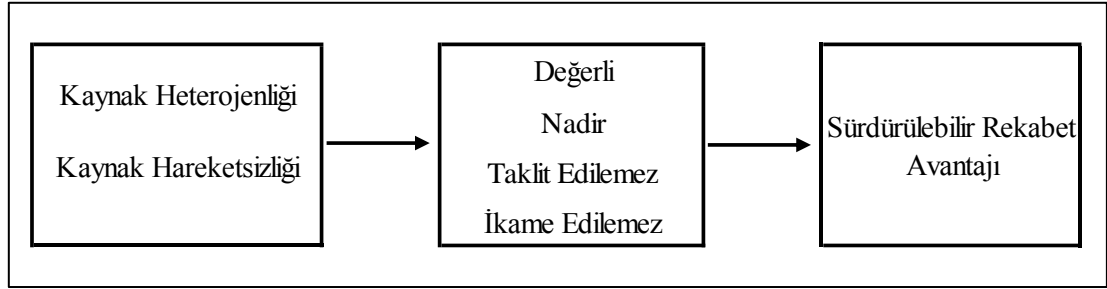 Kaynak Heterojenliği
Kaynak Hareketsizliği
Değerli
Nadir
Taklit Edilemez
İkame Edilemez
Sürdürülebilir Rekabet
Avantajı